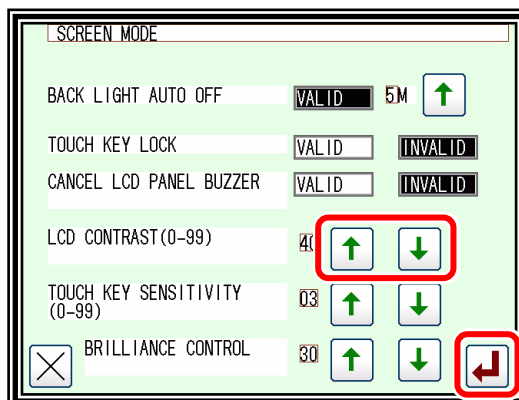 SCREEN MODE
BACK LIGHT AUTO OFF VALID 5M
TOUCH KEY LOCK VALID INVALID
CANCEL LCD PANEL BUZZER VALID INVALID
LCD CONTRAST(0-99)
TOUCH KEY SENSITIVITY 03
(0-99)
BRILLIANCE CONTROL 30